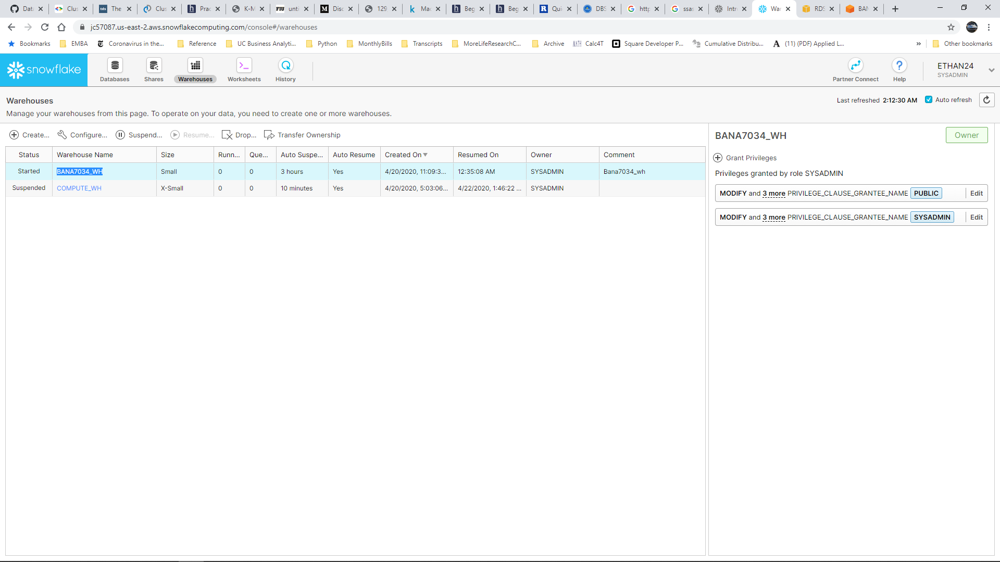 Data
Clus
tds The
Clus
h Prac
K-M
FIU unti
M Disc
129
k Mac
h Beg
h Beg
R Qui
DBS
G http
G ssas
Intr
War
RDS
BAN
jc57087.us-east-2.aws.snowflakecomputing.com/console#/warehouses
Bookmarks
EMBA
Coronavirus in the...
Reference
UC Business Analyti...
Python
MonthlyBills
Transcripts
MoreLifeResearchC...
Archive
MATH Calc4T
Square Developer P...
Cumulative Distribu...
A (11) (PDF) Applied L...
»
Other bookmarks
snowflake
Databases
Shares
Warehouses
Worksheets
History
Partner Connect
Help
ETHAN24
SYSADMIN
Warehouses
Manage your warehouses from this page. To operate on your data, you need to create one or more warehouses.
Last refreshed 2:12:30 AM
Auto refresh
Create... Configure... Suspend... Resume... Drop... Transfer Ownership
Status Warehouse Name Size Runn... Que... Auto Suspe... Auto Resume Created On Resumed On Owner Comment
Started BANA7034_WH Small 0 0 3 hours Yes 4/20/2020, 11:09:3... 12:35:08 AM SYSADMIN Bana7034_wh
Suspended COMPUTE_WH X-Small 0 0 10 minutes Yes 4/20/2020, 5:03:06... 4/22/2020, 1:46:22 ... SYSADMIN
BANA7034_WH
Owner
Grant Privileges
Privileges granted by role SYSADMIN
MODIFY and 3 more PRIVILEGE_CLAUSE_GRANTEE_NAME PUBLIC Edit
MODIFY and 3 more PRIVILEGE_CLAUSE_GRANTEE_NAME SYSADMIN Edit